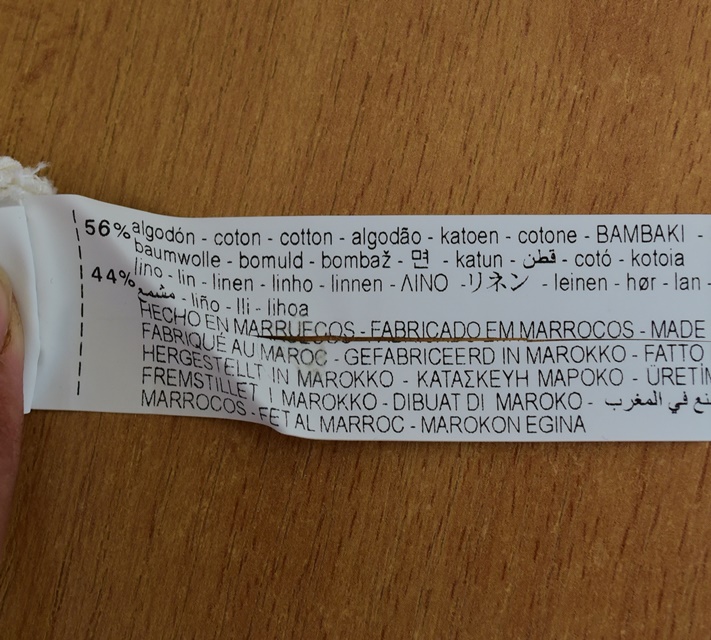 56% algodón - coton - cotton - algodão - katoen - cotone - BAMBAKI -
baumwolle - bomuld - bombaž - 면 - katun - قطن - cotó - kotoia
44% lino - lin - linen - linho - linnen - ΛΙΝΟ - リネン - leinen - hør - lan -
مشمع - liño - lli - lihoa
HECHO EN MARRUECOS - FABRICADO EM MARROCOS - MADE
FABRIQUÉ AU MAROC - GEFABRICEERD IN MAROKKO - FATTO
HERGESTELLT IN MAROKKO - ΚΑΤΑΣΚΕΥΗ ΜΑΡΟΚΟ - ÜRETİM
FREMSTILLET I MAROKKO - DIBUAT DI MAROKO - في المغرب
MARROCOS - FET AL MARROC - MAROKON EGINA